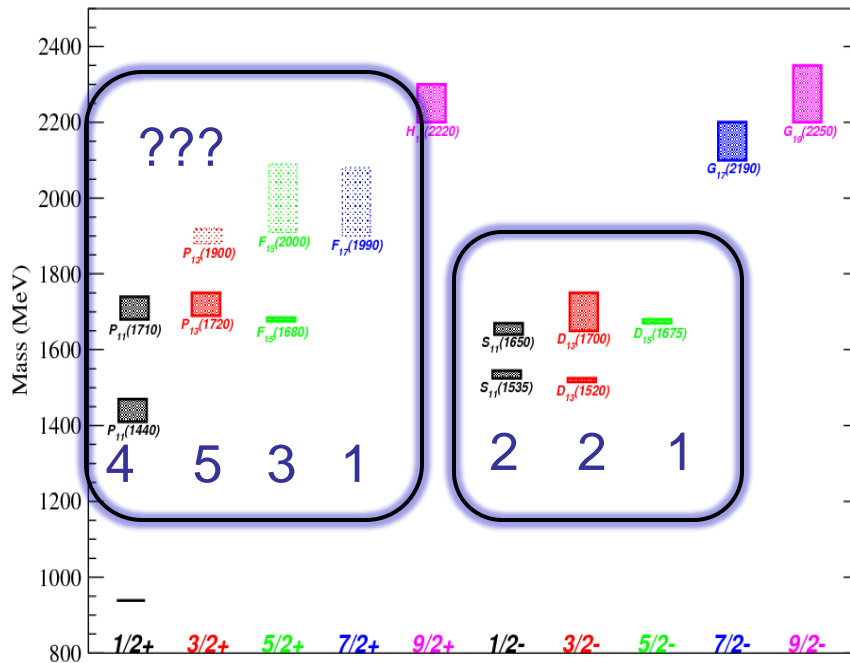 Mass (MeV)
2400
2200
2000
1800
1600
1400
1200
1000
800
???
P13(1900)
F15(2000)
F17(1990)
P11(1710)
P13(1720)
F15(1680)
P11(1440)
4 5 3 1
(2220)
G17(2190)
G19(2250)
S11(1650)
D13(1700)
D15(1675)
S11(1535)
D13(1520)
2 2 1
1/2+ 3/2+ 5/2+ 7/2+ 9/2+ 1/2- 3/2- 5/2- 7/2- 9/2-